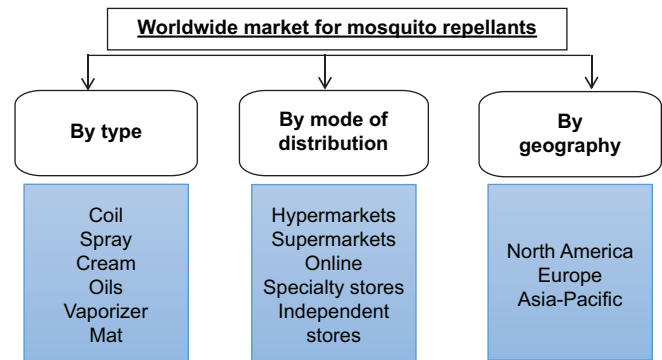 Worldwide market for mosquito repellants
By type
By mode of
distribution
By
geography
Coil
Spray
Cream
Oils
Vaporizer
Mat
Hypermarkets
Supermarkets
Online
Specialty stores
Independent
stores
North America
Europe
Asia-Pacific